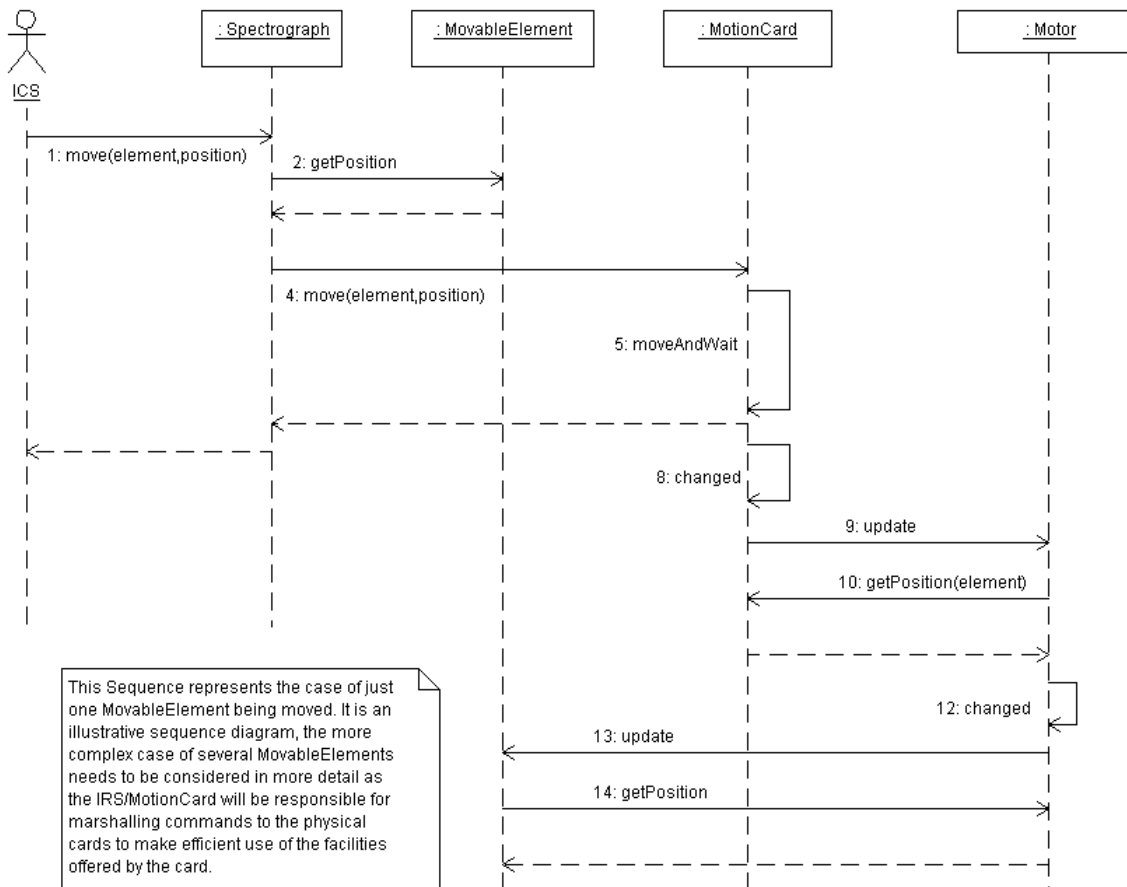 : Spectrograph
: MovableElement
: MotionCard
: Motor
ICS
1: move(element,position)
2: getPosition
4: move(element,position)
5: moveAndWait
8: changed
9: update
10: getPosition(element)
12: changed
13: update
14: getPosition
This Sequence represents the case of just
one MovableElement being moved. It is an
illustrative sequence diagram, the more
complex case of several MovableElements
needs to be considered in more detail as
the IRS/MotionCard will be responsible for
marshalling commands to the physical
cards to make efficient use of the facilities
offered by the card.